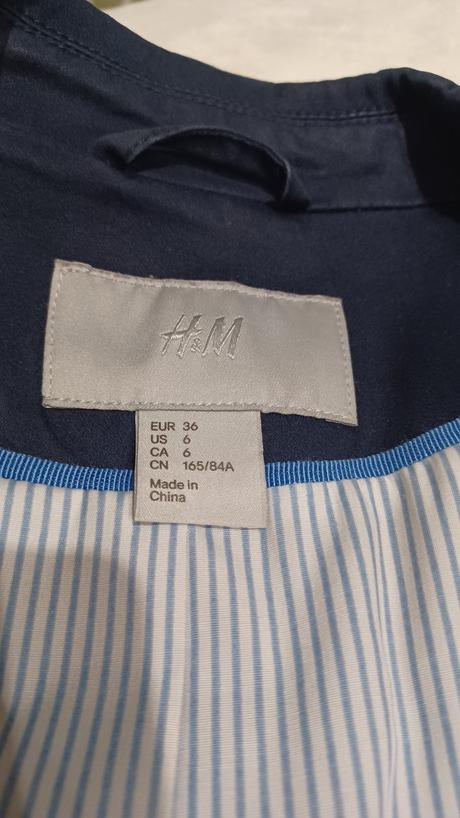 H&M
EUR 36
US 6
CA 6
CN 165/84A
Made in
China